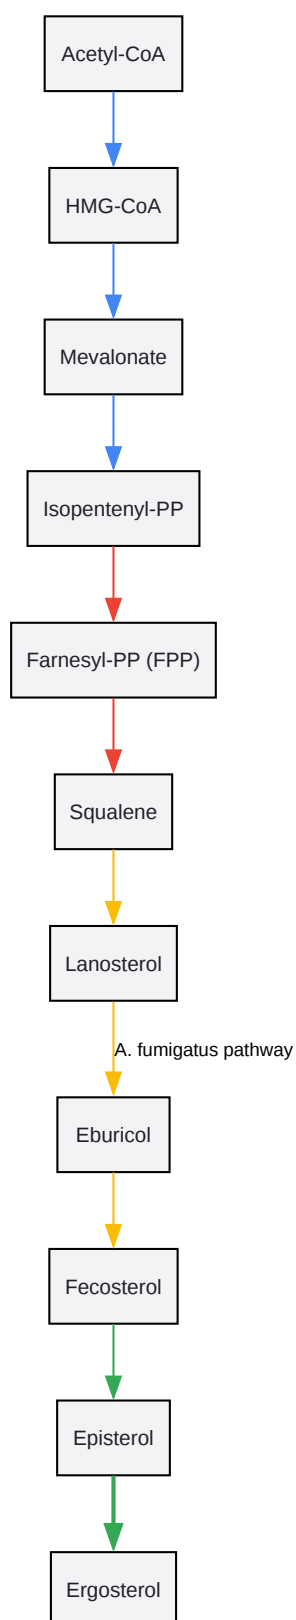 Acetyl-CoA
HMG-CoA
Mevalonate
Isopentenyl-PP
Farnesyl-PP (FPP)
Squalene
Lanosterol
A. fumigatus pathway
Eburicol
Fecosterol
Episterol
Ergosterol